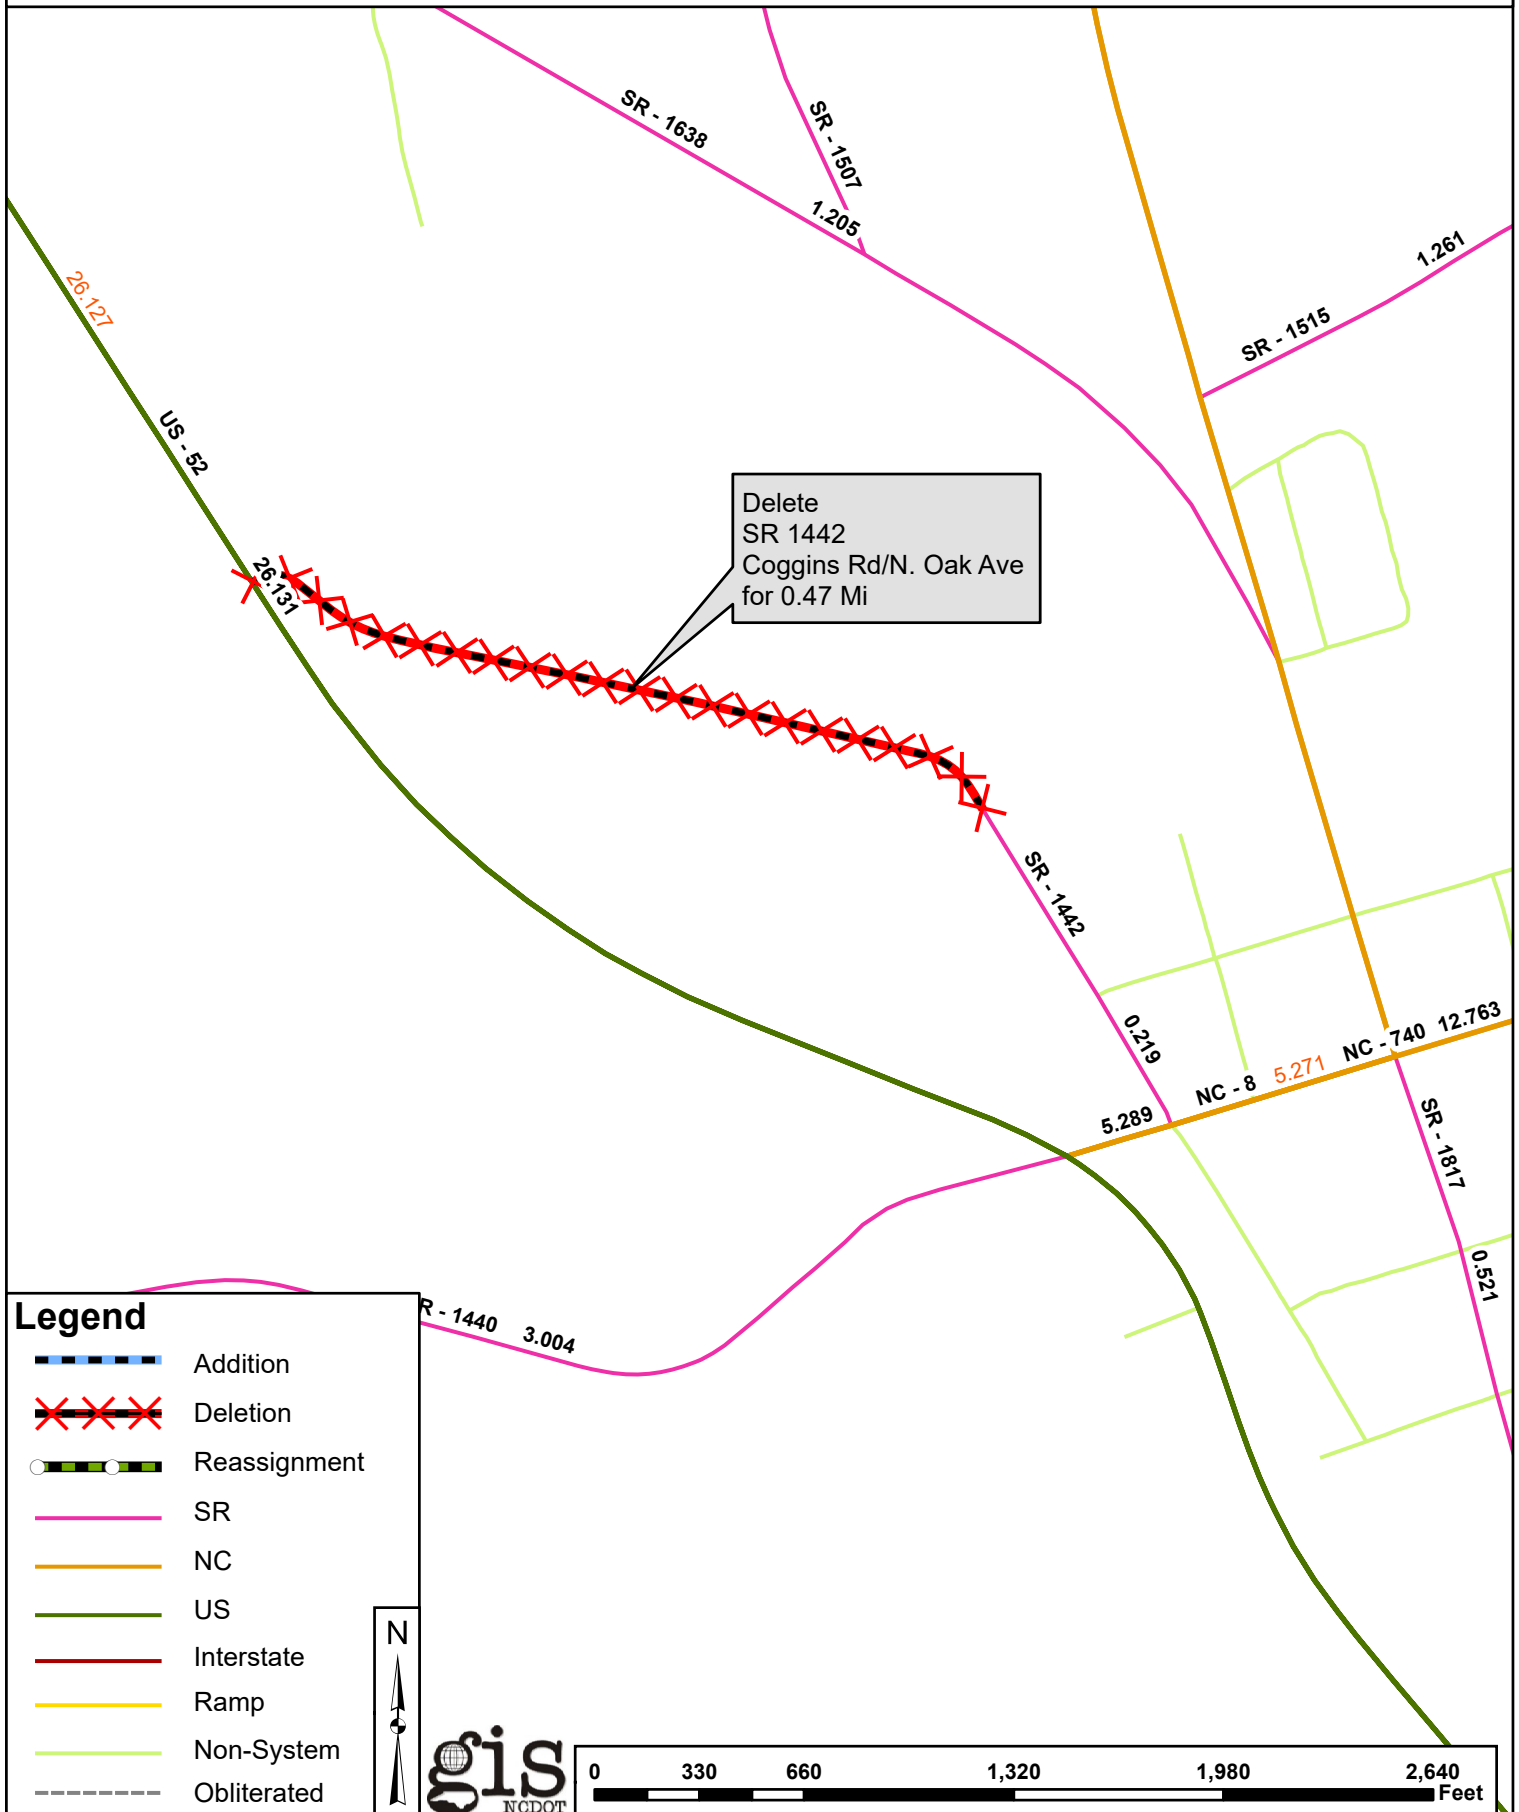 SR - 1638
SR - 1507
1.205
1.261
SR - 1515
26.127
US - 52
26.131
Delete
SR 1442
Coggins Rd/N. Oak Ave
for 0.47 Mi
SR - 1442
0.219
5.289
NC - 8
5.271
NC - 740
12.763
SR - 1817
0.521
R - 1440
3.004
Legend
Addition
Deletion
Reassignment
SR
NC
US
Interstate
Ramp
Non-System
Obliterated
N
gis
NCDOT
0 330 660 1,320 1,980 2,640
Feet